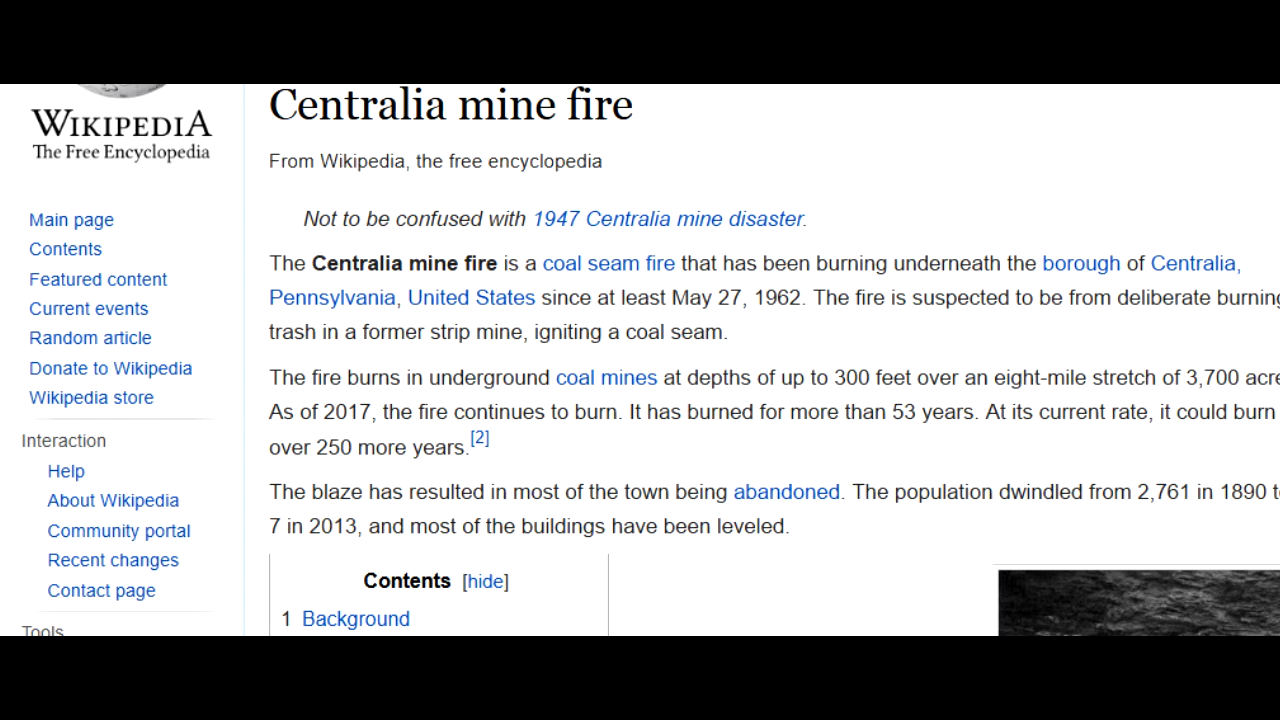 Centralia mine fire
WIKIPEDIA
The Free Encyclopedia
From Wikipedia, the free encyclopedia
Main page
Contents
Featured content
Current events
Random article
Donate to Wikipedia
Wikipedia store
Interaction
Help
About Wikipedia
Community portal
Recent changes
Contact page
Tools
Not to be confused with 1947 Centralia mine disaster.
The Centralia mine fire is a coal seam fire that has been burning underneath the borough of Centralia,
Pennsylvania, United States since at least May 27, 1962. The fire is suspected to be from deliberate burning
trash in a former strip mine, igniting a coal seam.
The fire burns in underground coal mines at depths of up to 300 feet over an eight-mile stretch of 3,700 acre
As of 2017, the fire continues to burn. It has burned for more than 53 years. At its current rate, it could burn
over 250 more years.[2]
The blaze has resulted in most of the town being abandoned. The population dwindled from 2,761 in 1890 t
7 in 2013, and most of the buildings have been leveled.
Contents [hide]
1 Background